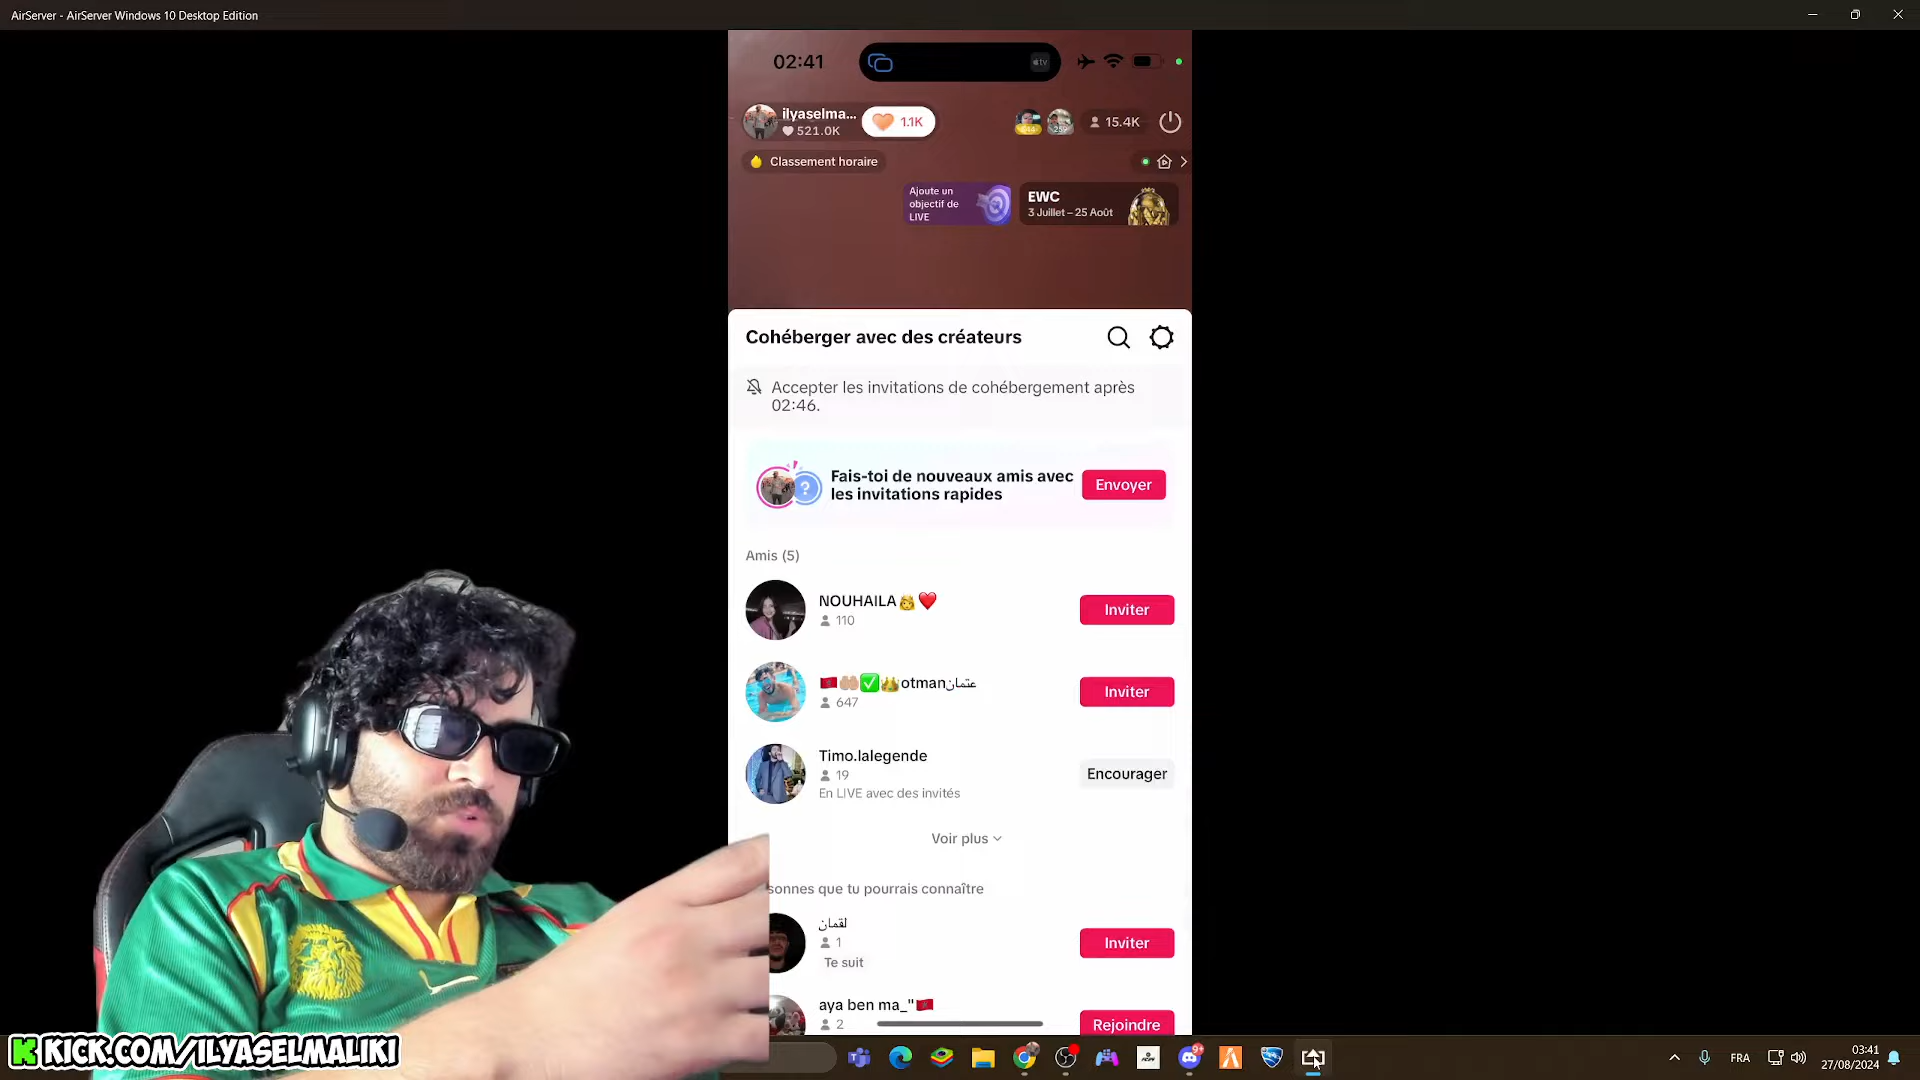 AirServer - AirServer Windows 10 Desktop Edition
02:41
tv
ilyaselma...
521.0K
1.1K
15.4K
Classement horaire
Ajoute un
objectif de
LIVE
EWC
3 Juillet – 25 Août
Cohéberger avec des créateurs
Accepter les invitations de cohébergement après
02:46.
Fais-toi de nouveaux amis avec
les invitations rapides
Envoyer
Amis (5)
NOUHAILA👸❤️
110
Inviter
🇲🇦🤲🏼✅👑otmanعتمان
647
Inviter
Timo.lalegende
19
En LIVE avec des invités
Encourager
Voir plus
sonnes que tu pourrais connaître
لقمان
1
Te suit
Inviter
aya ben ma_"🇲🇦
2
Rejoindre
KICK.COM/ILYASELMALIKI
9+
FRA
03:41
27/08/2024